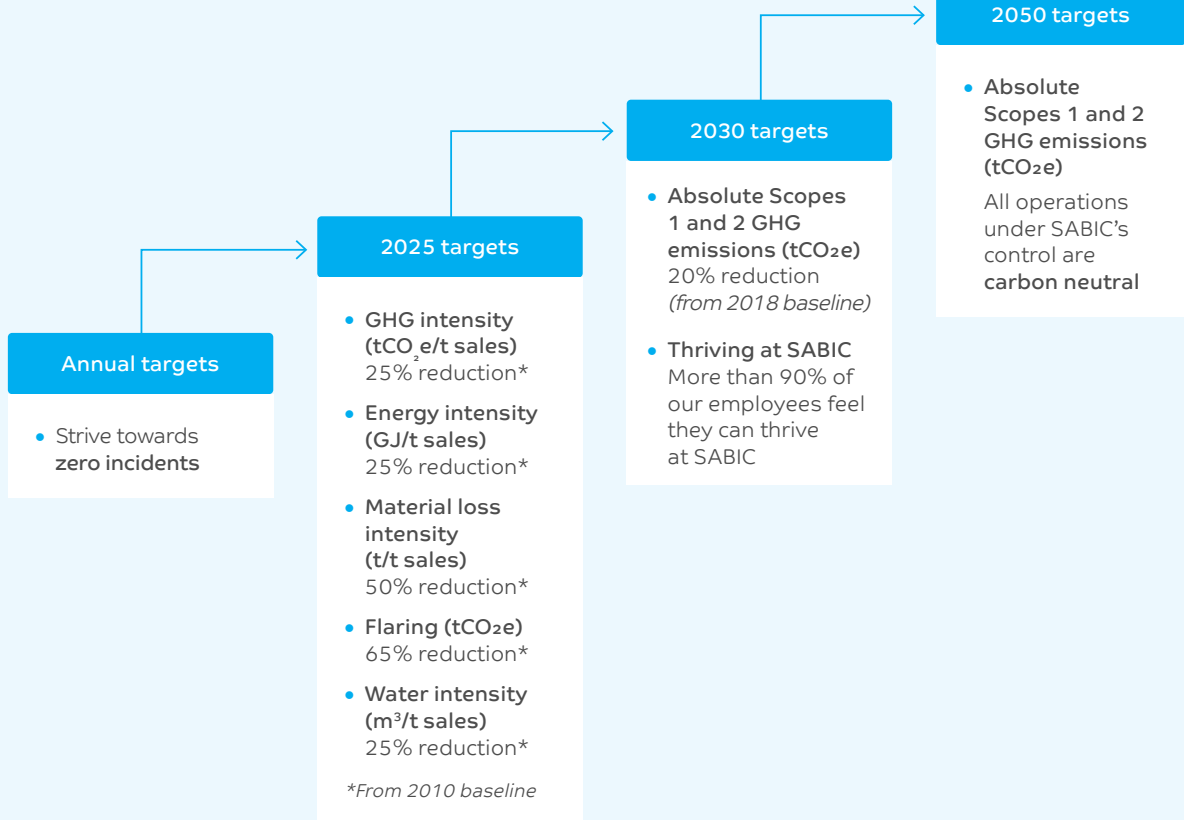 Annual targets
• Strive towards
zero incidents
2025 targets
• GHG intensity
(tCO₂e/t sales)
25% reduction*
• Energy intensity
(GJ/t sales)
25% reduction*
• Material loss
intensity
(t/t sales)
50% reduction*
• Flaring (tCO₂e)
65% reduction*
• Water intensity
(m³/t sales)
25% reduction*
*From 2010 baseline
2030 targets
• Absolute Scopes
1 and 2 GHG
emissions (tCO₂e)
20% reduction
(from 2018 baseline)
• Thriving at SABIC
More than 90% of
our employees feel
they can thrive
at SABIC
2050 targets
• Absolute
Scopes 1 and 2
GHG emissions
(tCO₂e)
All operations
under SABIC’s
control are
carbon neutral